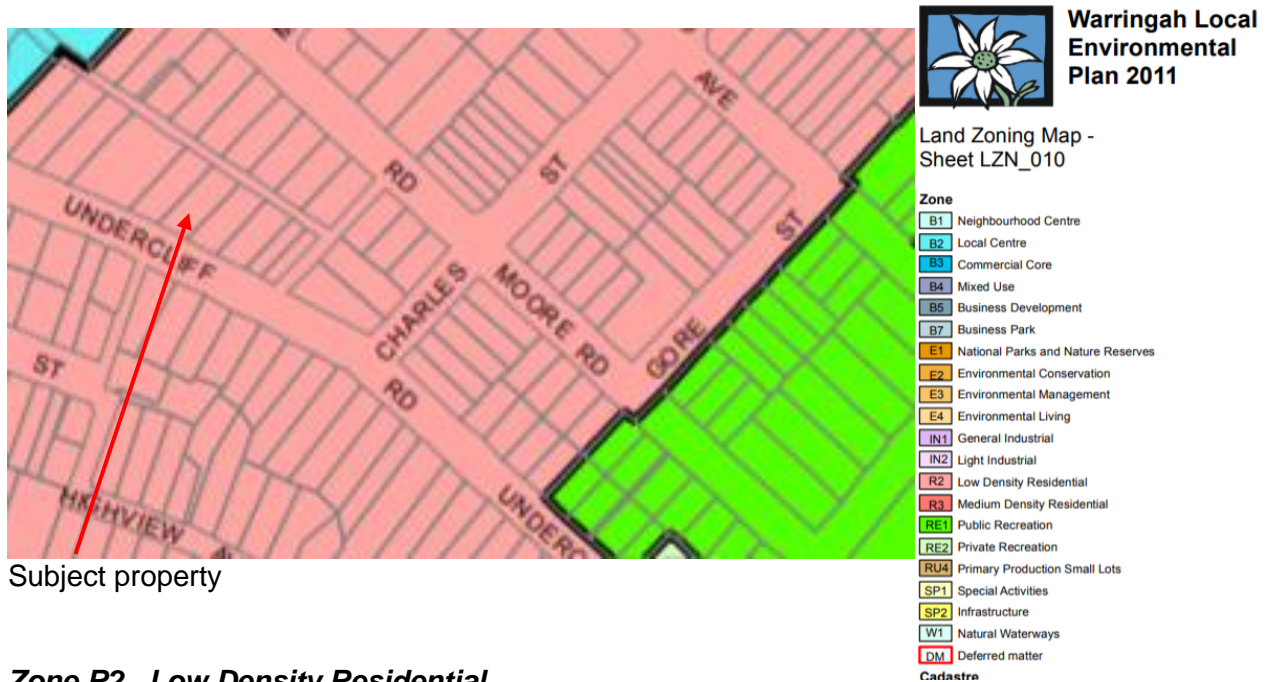 Warringah Local
Environmental
Plan 2011
Land Zoning Map -
Sheet LZN_010
Zone
B1 Neighbourhood Centre
B2 Local Centre
B3 Commercial Core
B4 Mixed Use
B5 Business Development
B7 Business Park
E1 National Parks and Nature Reserves
E2 Environmental Conservation
E3 Environmental Management
E4 Environmental Living
IN1 General Industrial
IN2 Light Industrial
R2 Low Density Residential
R3 Medium Density Residential
RE1 Public Recreation
RE2 Private Recreation
RU4 Primary Production Small Lots
SP1 Special Activities
SP2 Infrastructure
W1 Natural Waterways
DM Deferred matter
Cadastre
AVE
RD
ST
UNDERCLIFF
ST
CHARLES
MOORE RD
GORE
ST
RD
HIGHVIEW
UNDERC
Subject property
Zone R2 Low Density Residential